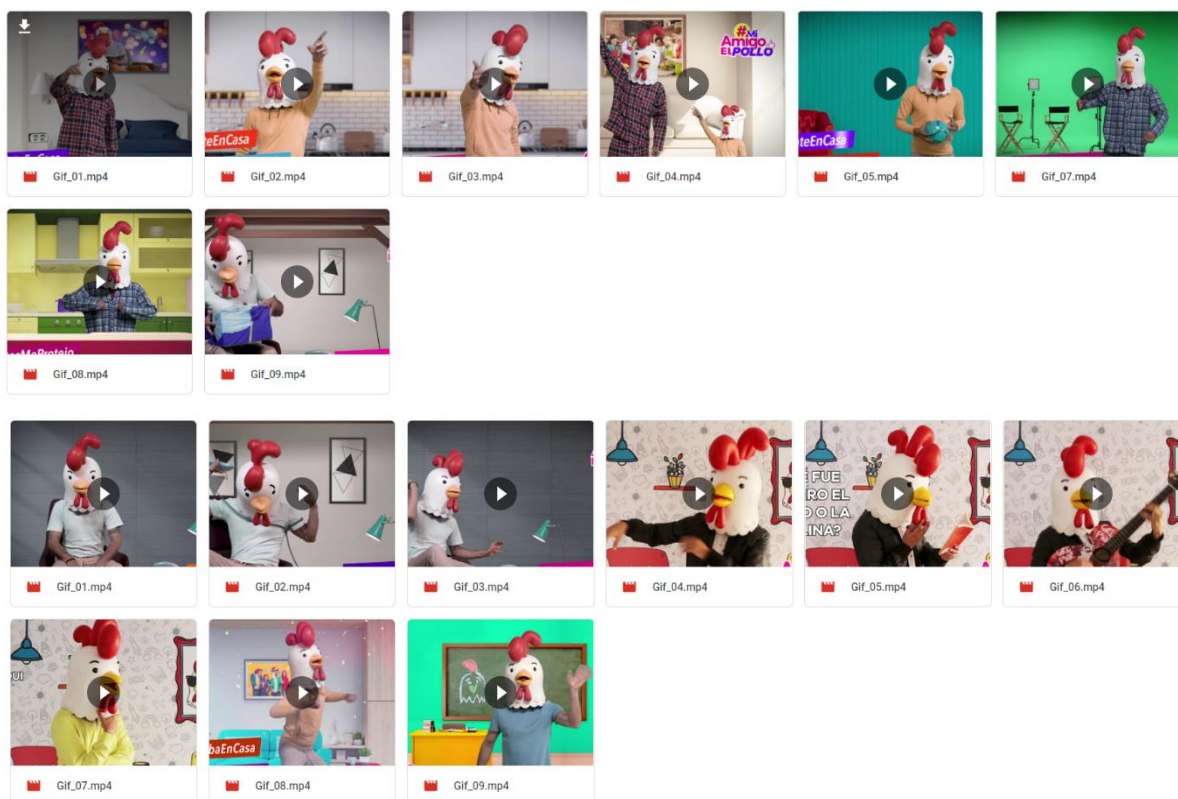 #Mi
Amigo
EL POLLO
teEnCasa
teEnCasa
Gif_01.mp4
Gif_02.mp4
Gif_03.mp4
Gif_04.mp4
Gif_05.mp4
Gif_07.mp4
Gif_08.mp4
Gif_09.mp4
FUE
RO EL
O O LA
INA?
Gif_01.mp4
Gif_02.mp4
Gif_03.mp4
Gif_04.mp4
Gif_05.mp4
Gif_06.mp4
UI
baEnCasa
Gif_07.mp4
Gif_08.mp4
Gif_09.mp4